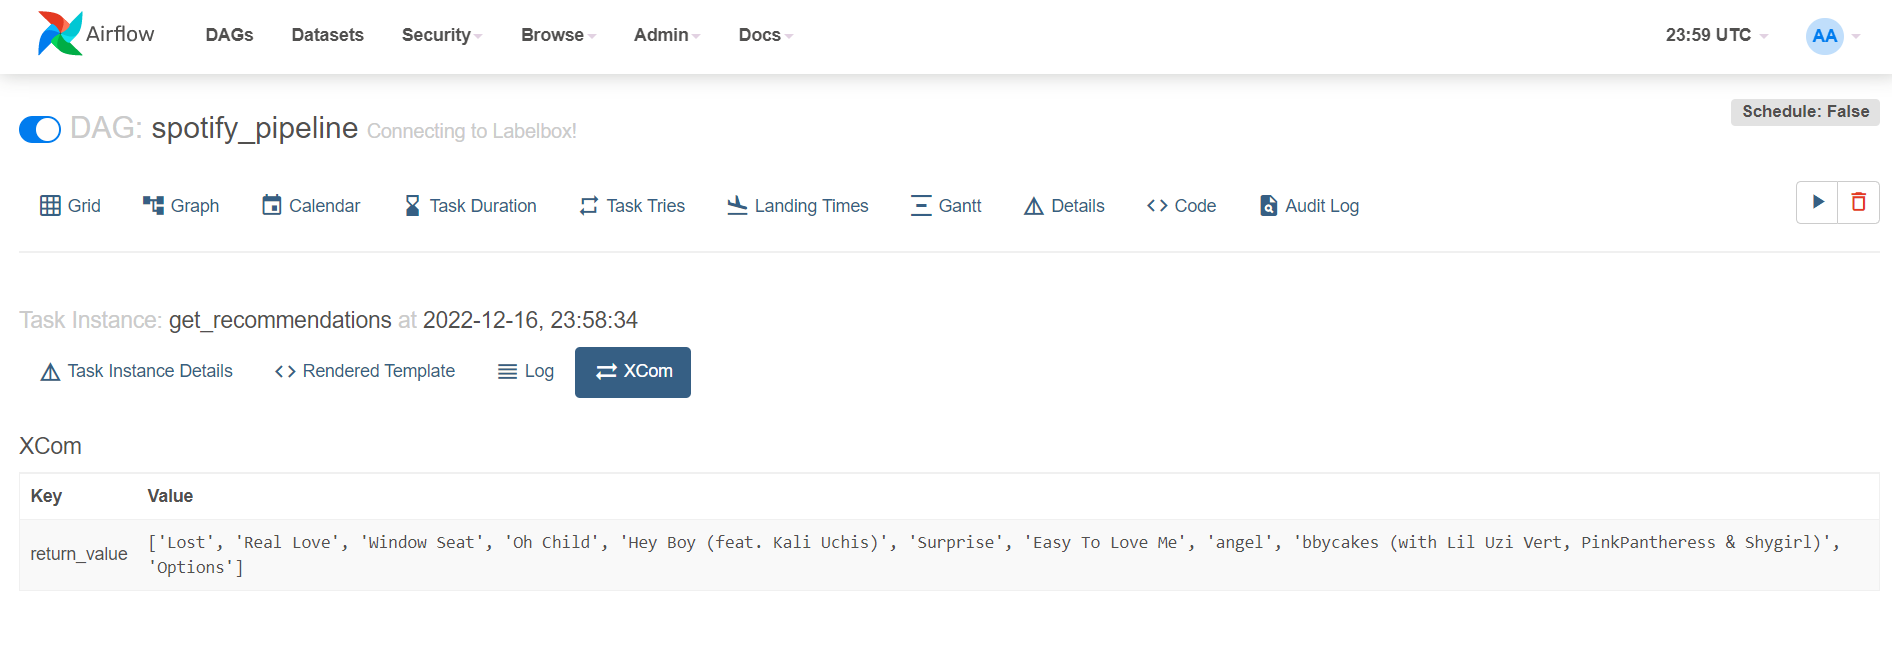 Airflow DAGs Datasets Security Browse Admin Docs 23:59 UTC AA
Schedule: False
DAG: spotify_pipeline Connecting to Labelbox!
Grid Graph Calendar Task Duration Task Tries Landing Times Gantt Details Code Audit Log
Task Instance: get_recommendations at 2022-12-16, 23:58:34
Task Instance Details Rendered Template Log XCom
XCom
Key Value
return_value ['Lost', 'Real Love', 'Window Seat', 'Oh Child', 'Hey Boy (feat. Kali Uchis)', 'Surprise', 'Easy To Love Me', 'angel', 'bbycakes (with Lil Uzi Vert, PinkPantheress & Shygirl)',
'Options']